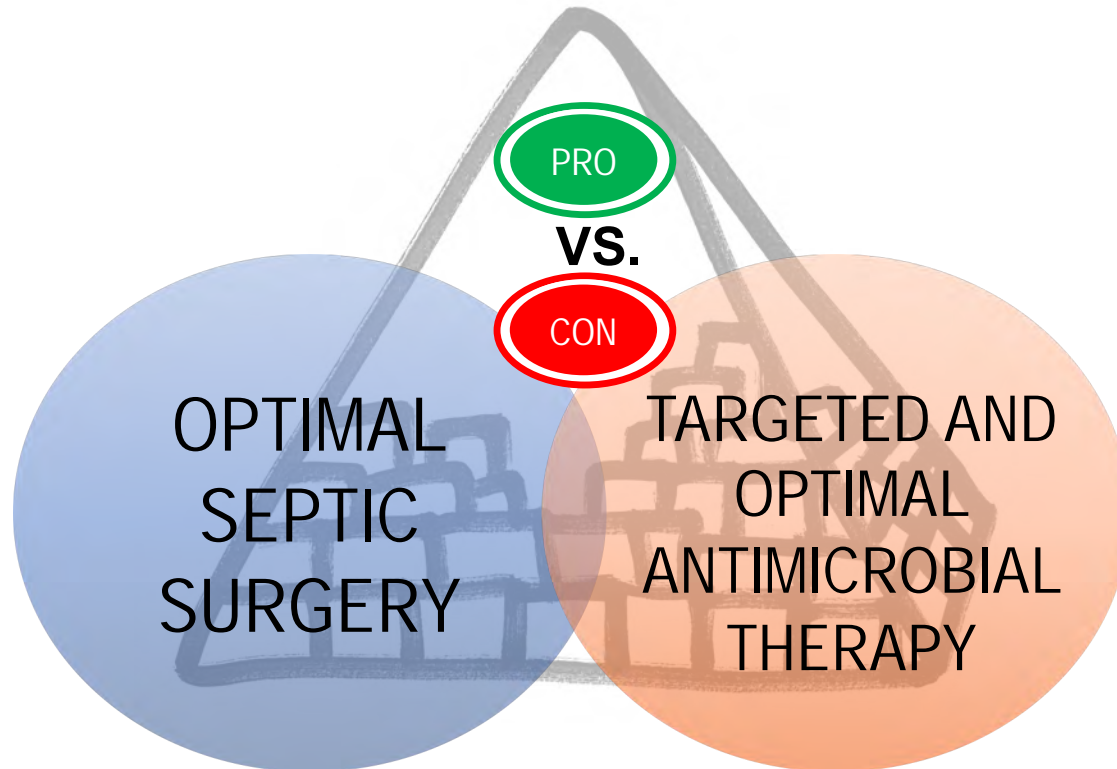 PRO
VS.
CON
OPTIMAL
SEPTIC
SURGERY
TARGETED AND
OPTIMAL
ANTIMICROBIAL
THERAPY